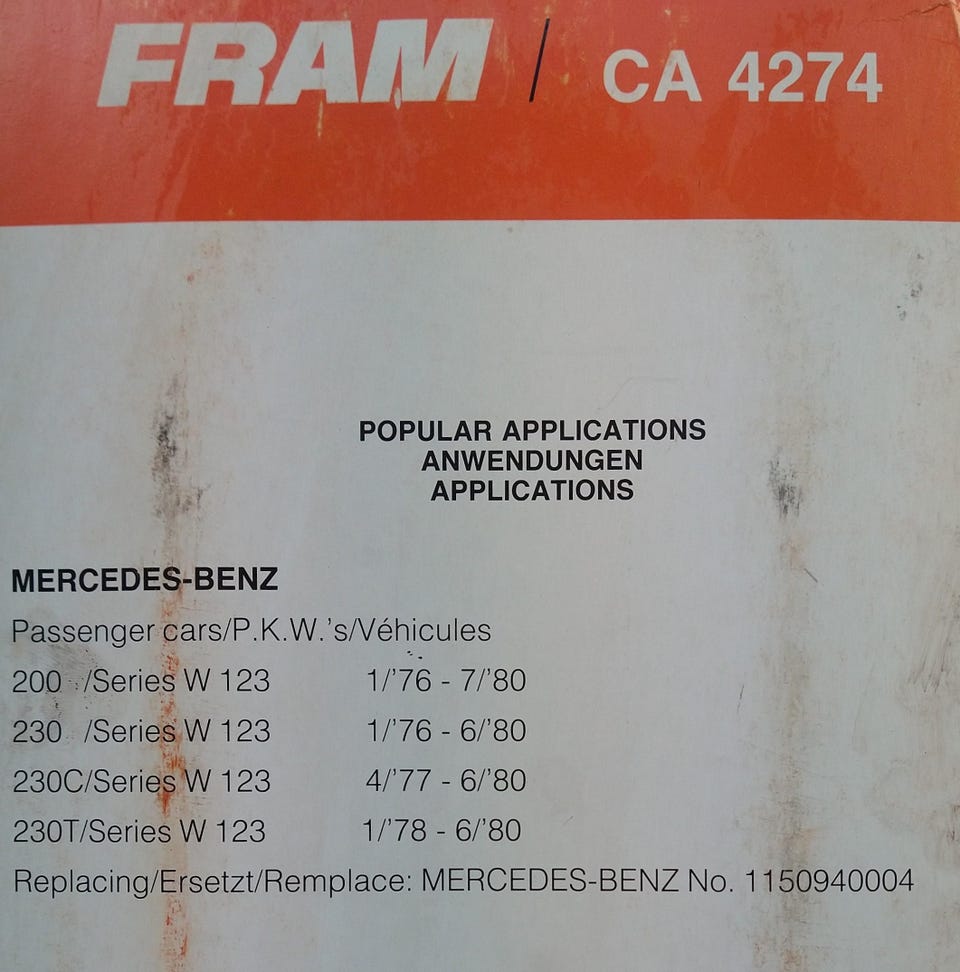 FRAM / CA 4274
POPULAR APPLICATIONS
ANWENDUNGEN
APPLICATIONS
MERCEDES-BENZ
Passenger cars/P.K.W.'s/Véhicules
200 /Series W 123 1/'76 - 7/'80
230 /Series W 123 1/'76 - 6/'80
230C/Series W 123 4/'77 - 6/'80
230T/Series W 123 1/'78 - 6/'80
Replacing/Ersetzt/Remplace: MERCEDES-BENZ No. 1150940004